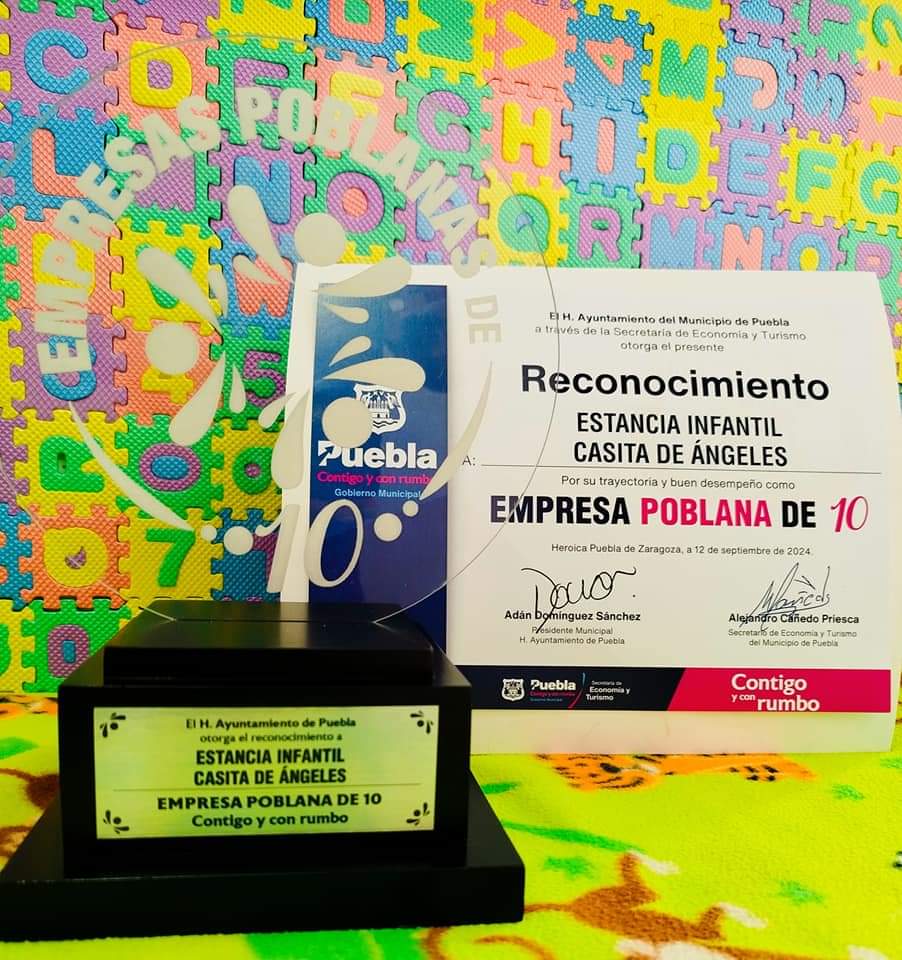 EMPRESAS POBLANAS DE
10
Puebla
Contigo y con rumbo
Gobierno Municipal
El H. Ayuntamiento del Municipio de Puebla
a través de la Secretaría de Economía y Turismo
otorga el presente
Reconocimiento
ESTANCIA INFANTIL
A: CASITA DE ÁNGELES
Por su trayectoria y buen desempeño como
EMPRESA POBLANA DE 10
Heroica Puebla de Zaragoza, a 12 de septiembre de 2024.
Adán Domínguez Sánchez
Presidente Municipal
H. Ayuntamiento de Puebla
Alejandro Cañedo Priesca
Secretario de Economía y Turismo
del Municipio de Puebla
Puebla
Contigo y con rumbo
Gobierno Municipal
Secretaría de
Economía y
Turismo
Contigo
y con rumbo
El H. Ayuntamiento de Puebla
otorga el reconocimiento a
ESTANCIA INFANTIL
CASITA DE ÁNGELES
EMPRESA POBLANA DE 10
Contigo y con rumbo